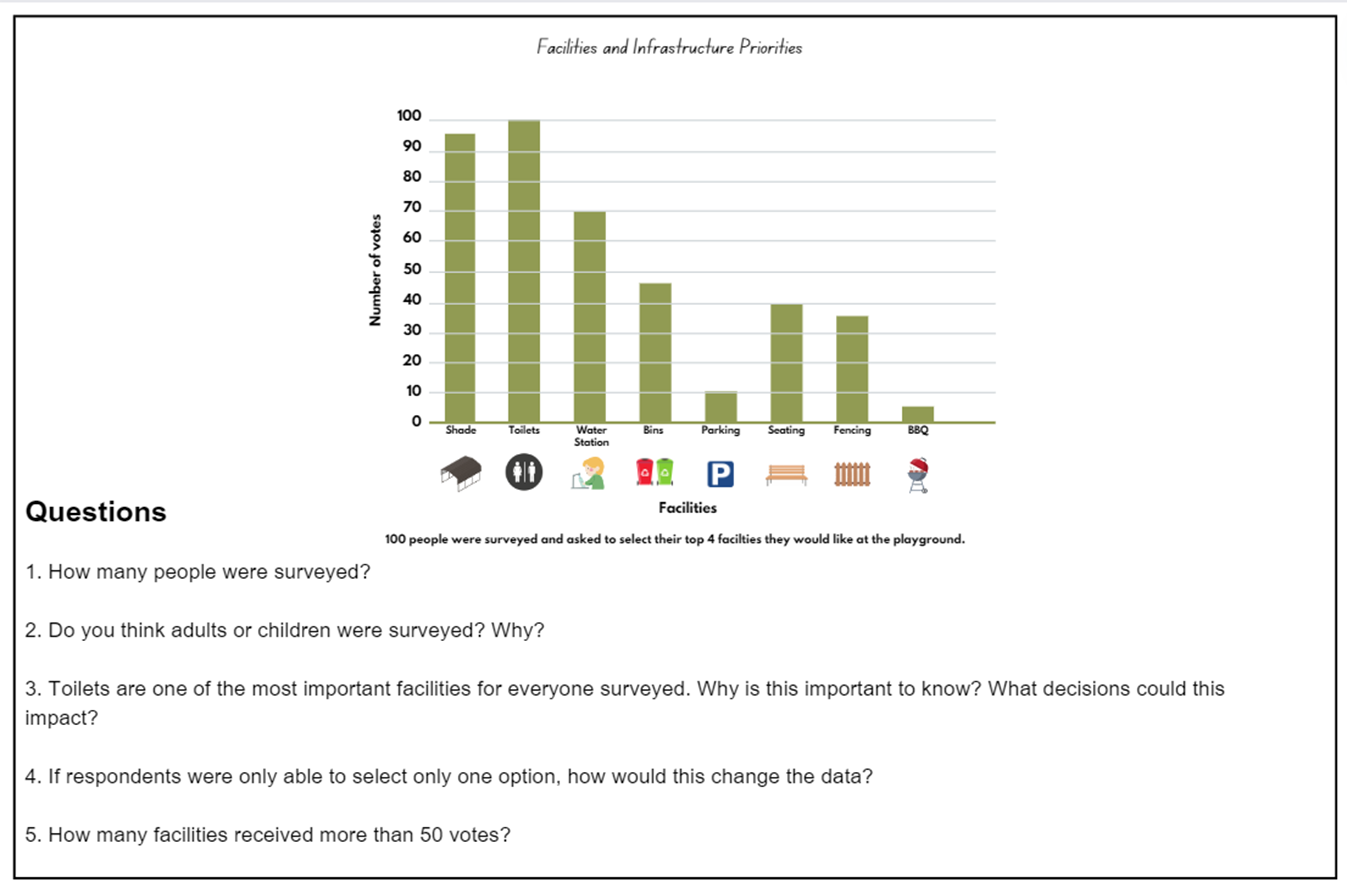 Facilities and Infrastructure Priorities
100
90
80
70
60
50
40
30
20
10
0
Number of votes
Shade Toilets Water Station Bins Parking Seating Fencing BBQ
P
Facilities
100 people were surveyed and asked to select their top 4 facilties they would like at the playground.
Questions
1. How many people were surveyed?
2. Do you think adults or children were surveyed? Why?
3. Toilets are one of the most important facilities for everyone surveyed. Why is this important to know? What decisions could this
impact?
4. If respondents were only able to select only one option, how would this change the data?
5. How many facilities received more than 50 votes?